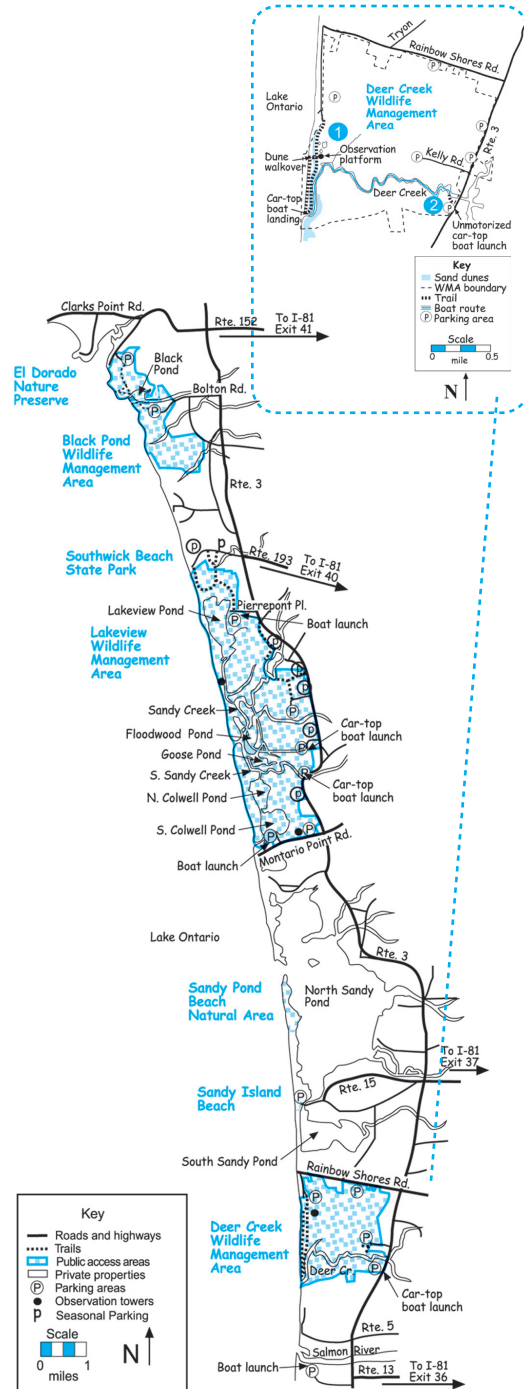 Tryon
Rainbow Shores Rd.
P
Lake
Ontario
Deer Creek
Wildlife
Management
Area
P
1
P
P
Rte. 3
Observation
platform
Dune
walkover
Kelly Rd.
P
Deer Creek
2
P
Car-top
boat
landing
Unmotorized
car-top
boat launch
Key
Sand dunes
WMA boundary
Trail
Boat route
P Parking area
Scale
0 0.5
mile
N
Clarks Point Rd.
Rte. 152
To I-81
Exit 41
P
Black
Pond
El Dorado
Nature
Preserve
Bolton Rd.
P
Black Pond
Wildlife
Management
Area
Rte. 3
P p
Rte. 193
To I-81
Exit 40
Southwick Beach
State Park
Lakeview Pond
Pierrepont Pl.
P
Boat launch
Lakeview
Wildlife
Management
Area
P
P
P
P
Sandy Creek
Floodwood Pond
P
Car-top
boat launch
P
Goose Pond
S. Sandy Creek
P
Car-top
boat launch
N. Colwell Pond
P
S. Colwell Pond
P
P
Boat launch
Montario Point Rd.
Lake Ontario
Rte. 3
Sandy Pond
Beach
Natural Area
North Sandy
Pond
To I-81
Exit 37
Rte. 15
Sandy Island
Beach
P
South Sandy Pond
Rainbow Shores Rd.
P
P
Deer Creek
Wildlife
Management
Area
P
Deer Cr.
P
Car-top
boat launch
Rte. 5
Salmon River
Boat launch
P
Rte. 13
To I-81
Exit 36
Key
Roads and highways
Trails
Public access areas
Private properties
P Parking areas
Observation towers
p Seasonal Parking
Scale
0 1
miles
N